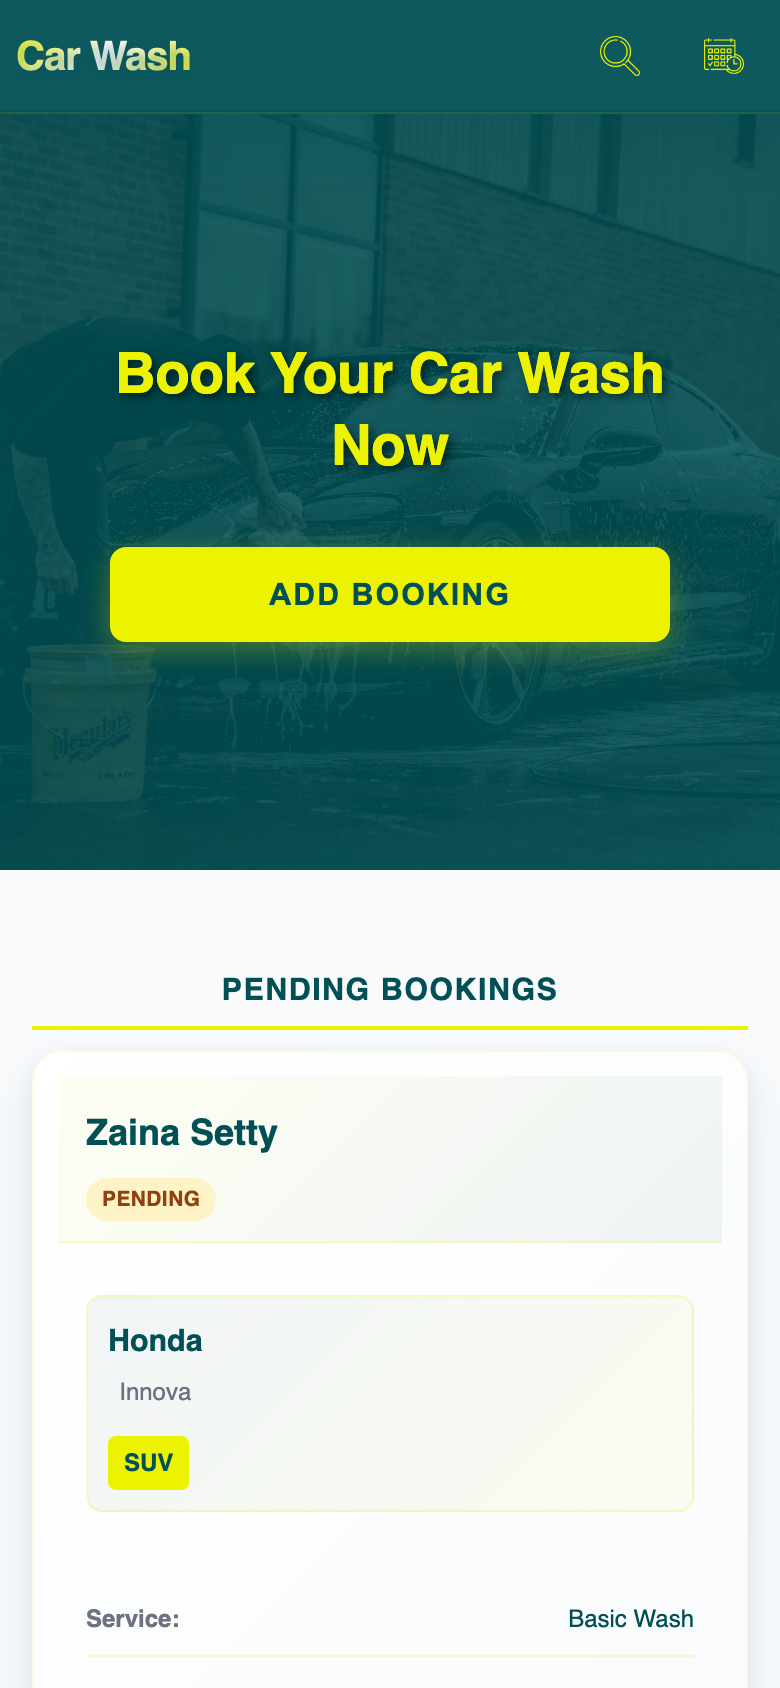 Car Wash
Book Your Car Wash
Now
ADD BOOKING
Meguiar's
PENDING BOOKINGS
Zaina Setty
PENDING
Honda
Innova
SUV
Service: Basic Wash